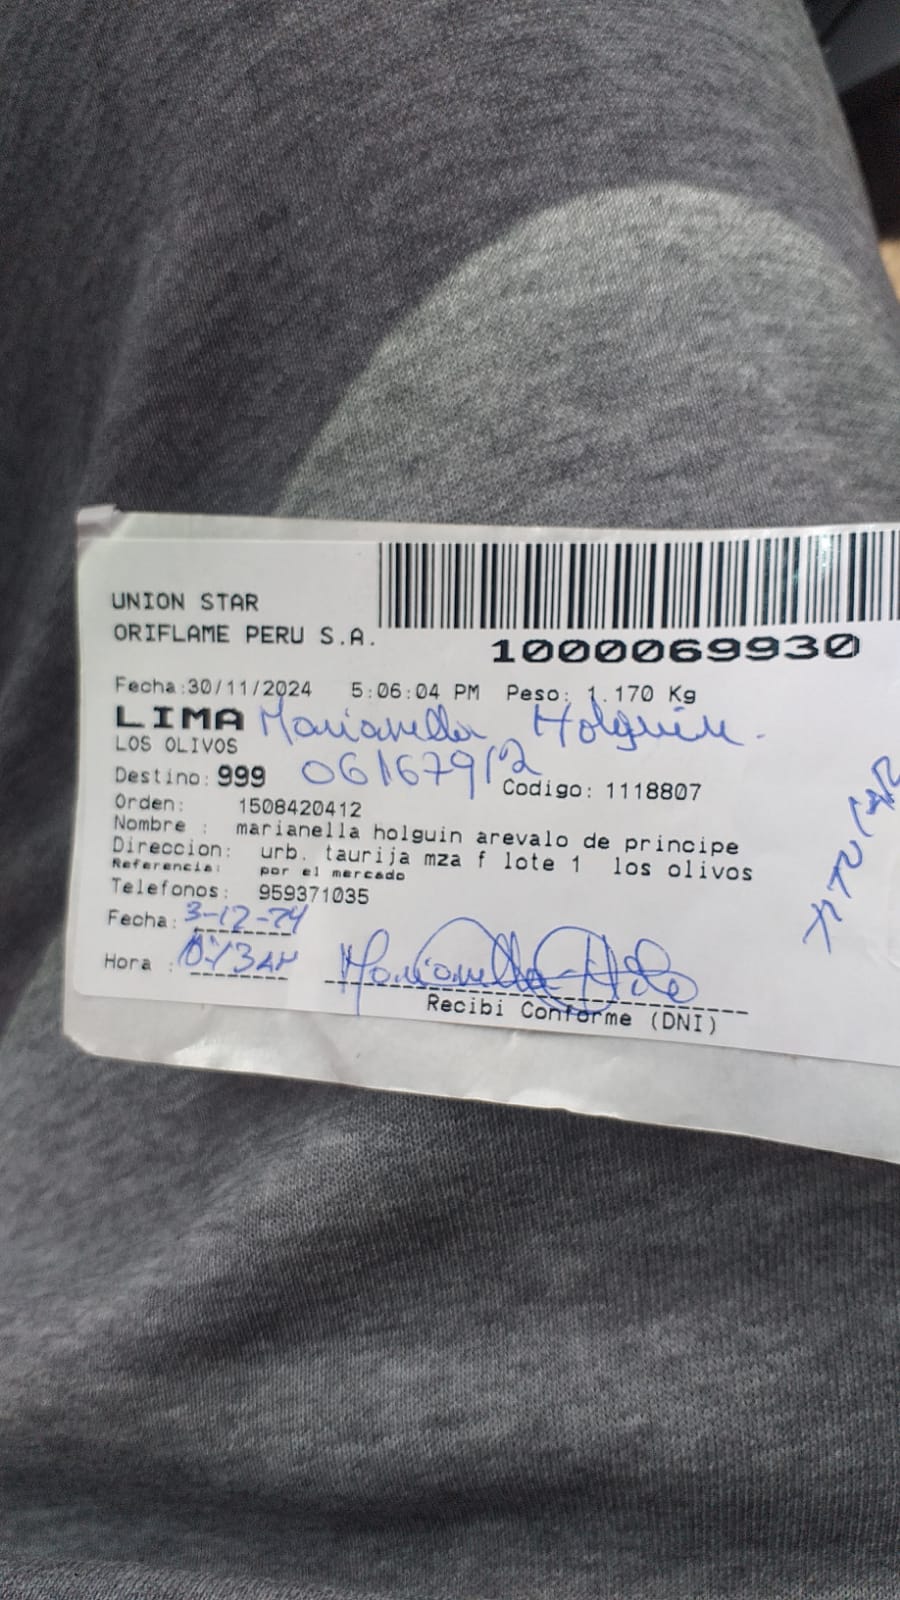 UNION STAR
ORIFLAME PERU S.A.
1000069930
Fecha:30/11/2024 5:06:04 PM Peso: 1.170 Kg
LIMA Marianella Holguin.
LOS OLIVOS
Destino: 999 06167912 Codigo: 1118807
Orden: 1508420412
Nombre : marianella holguin arevalo de principe
Direccion: urb. taurija mza f lote 1 los olivos
Referencia: por el mercado
Telefonos: 959371035
Fecha: 3-12-24
Hora :
Recibi Conforme (DNI)